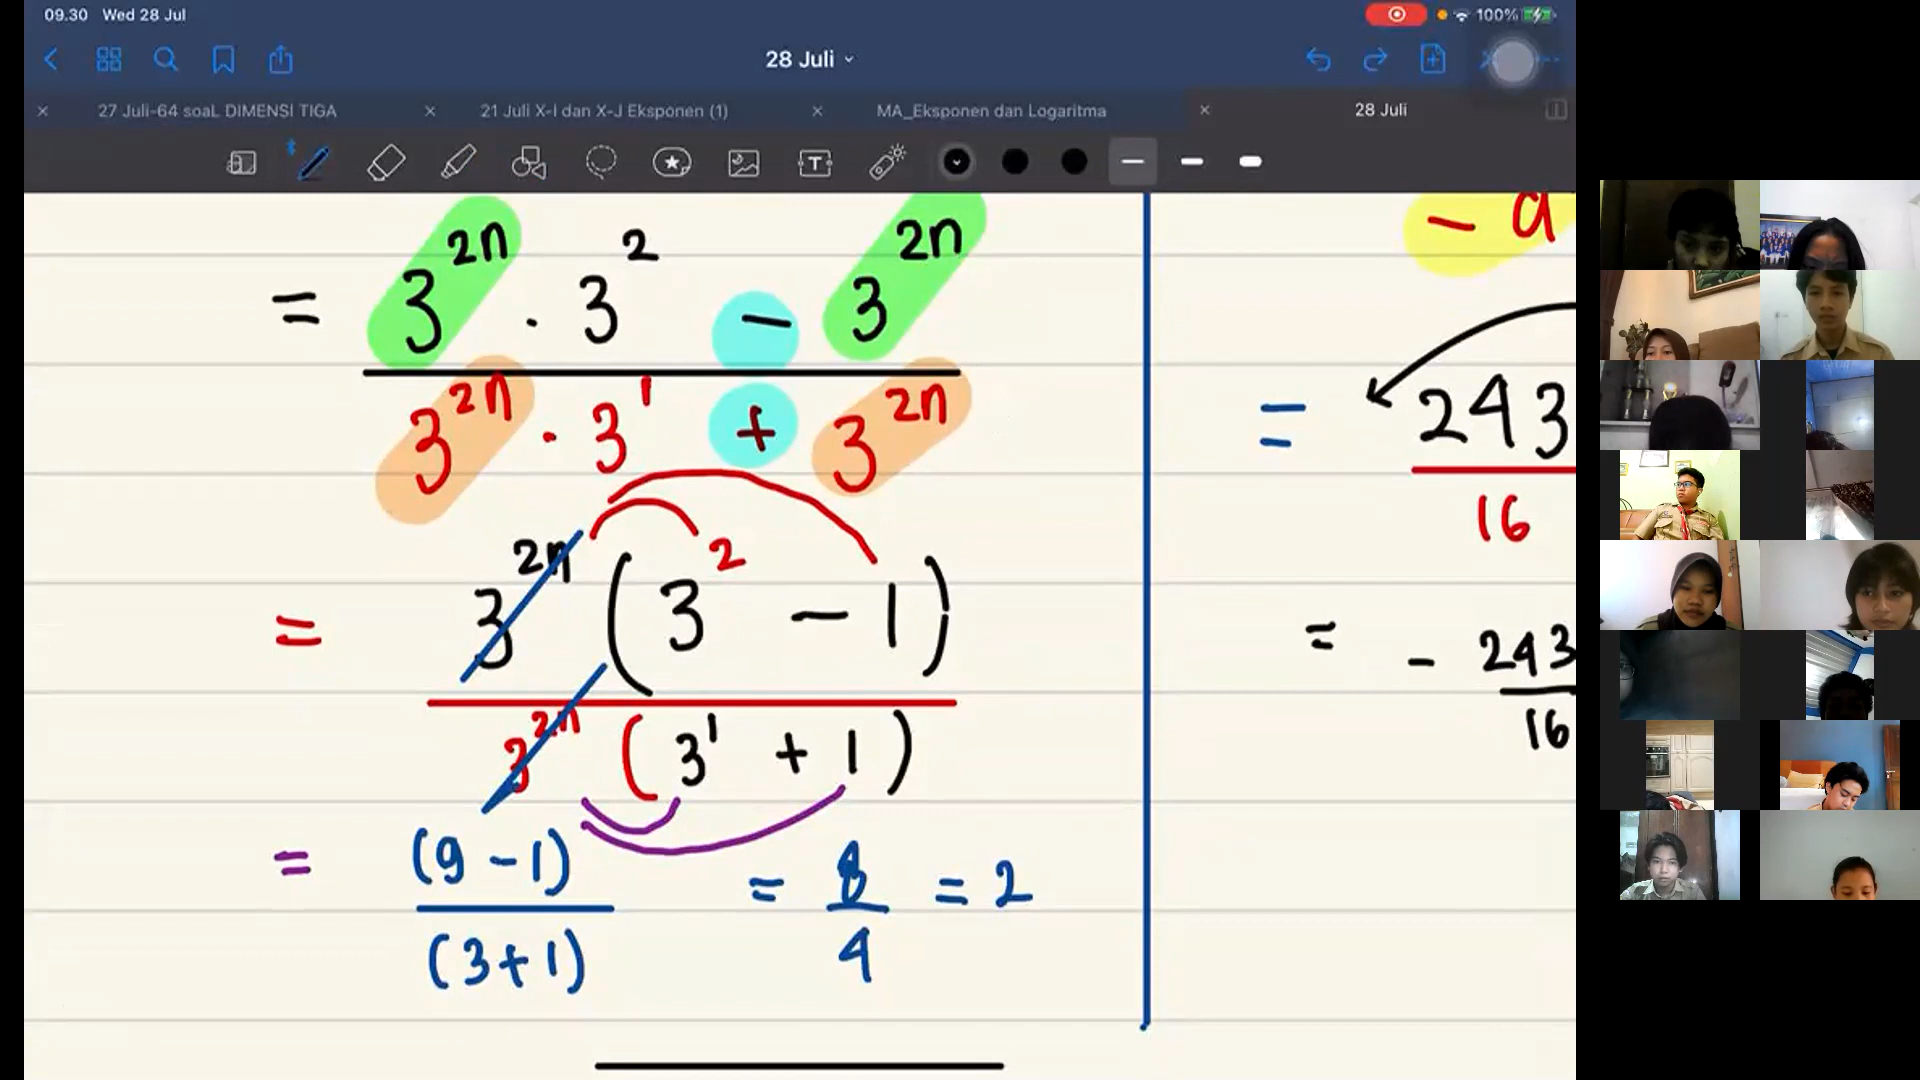 09.30 Wed 28 Jul
100%
28 Juli
27 Juli-64 soaL DIMENSI TIGA
21 Juli X-I dan X-J Eksponen (1)
MA_Eksponen dan Logaritma
28 Juli
= 3^2n . 3^2 − 3^2n
3^2n . 3^1 + 3^2n
= 3^2n (3^2 − 1)
3^2n (3^1 + 1)
= (9 − 1) = 8 = 2
(3+1) 4
− a
= 243
16
= − 243
16